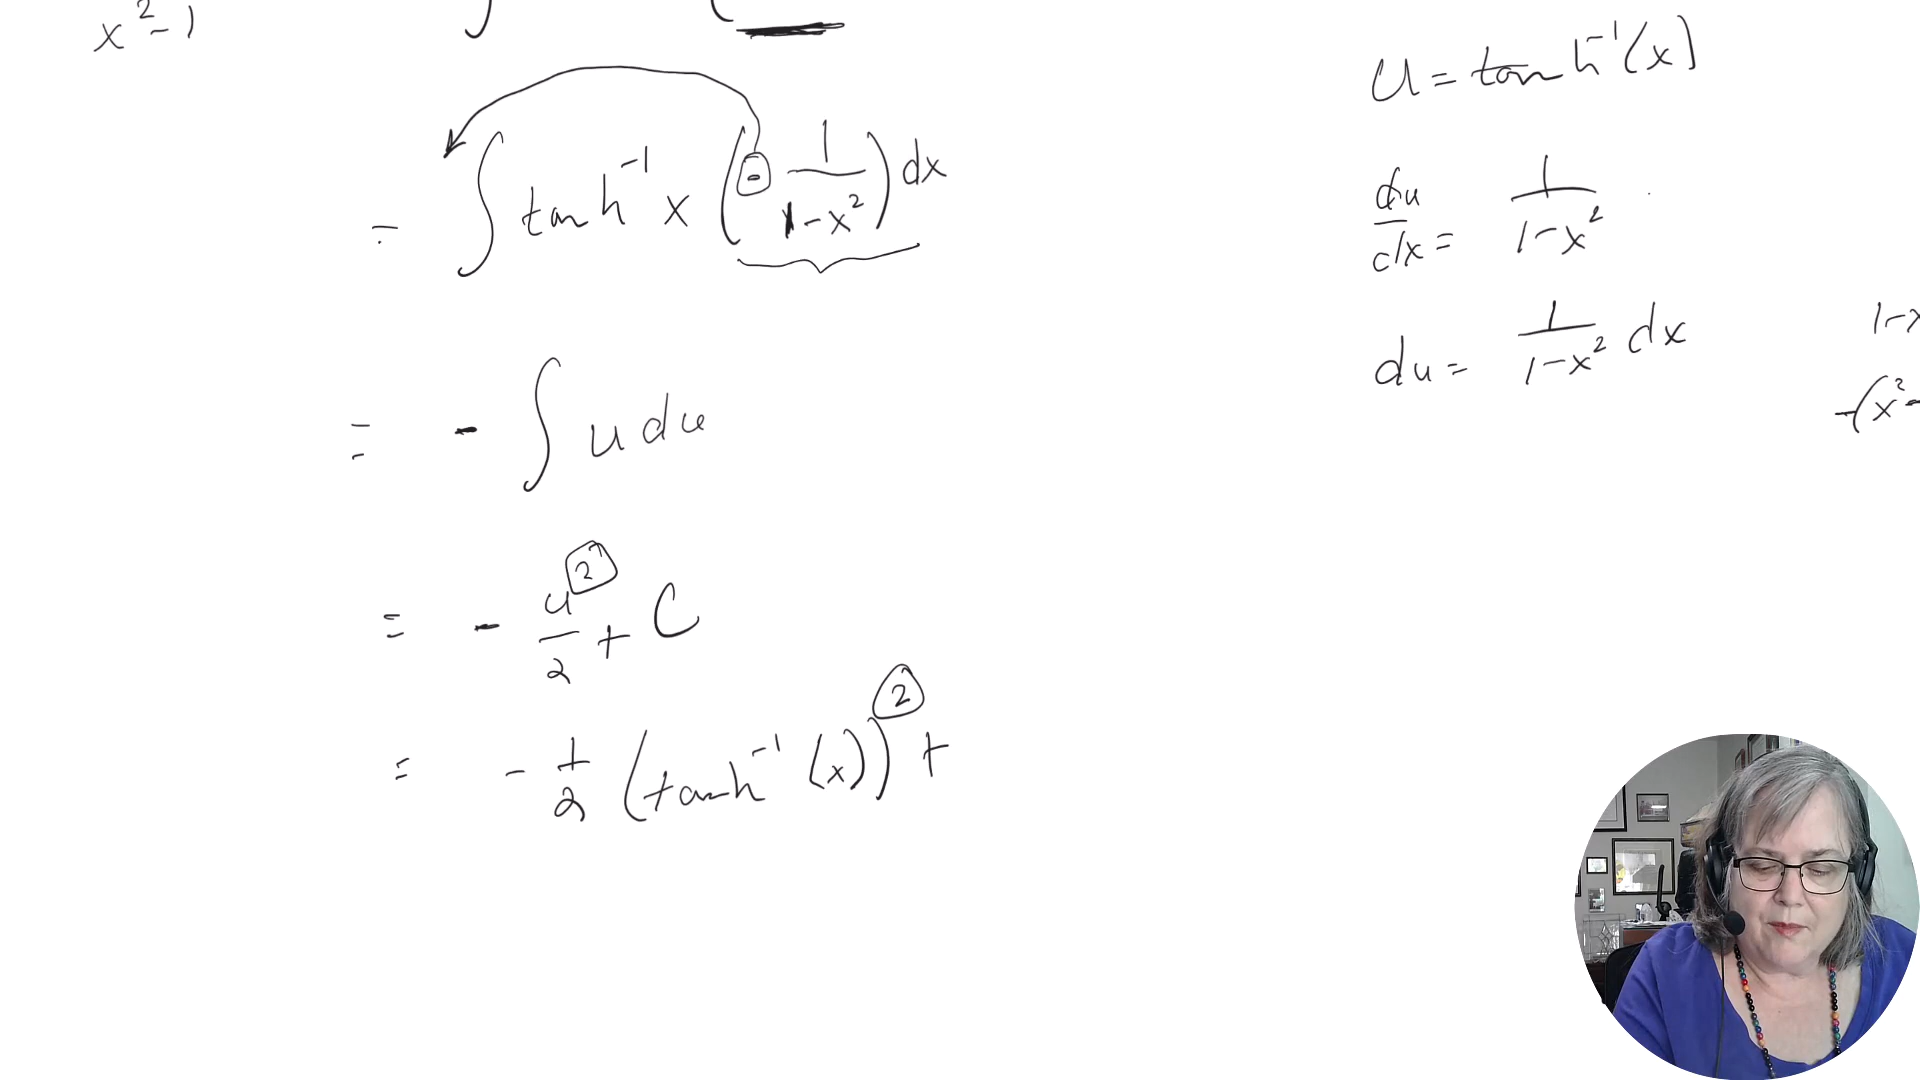 x² - 1
= ∫ tanh⁻¹ x (- 1/(1-x²)) dx
= - ∫ u du
= - u²/2 + C
= - 1/2 (tanh⁻¹(x))² +
u = tanh⁻¹(x)
du/dx = 1/(1-x²)
du = 1/(1-x²) dx
1-x
-(x²-